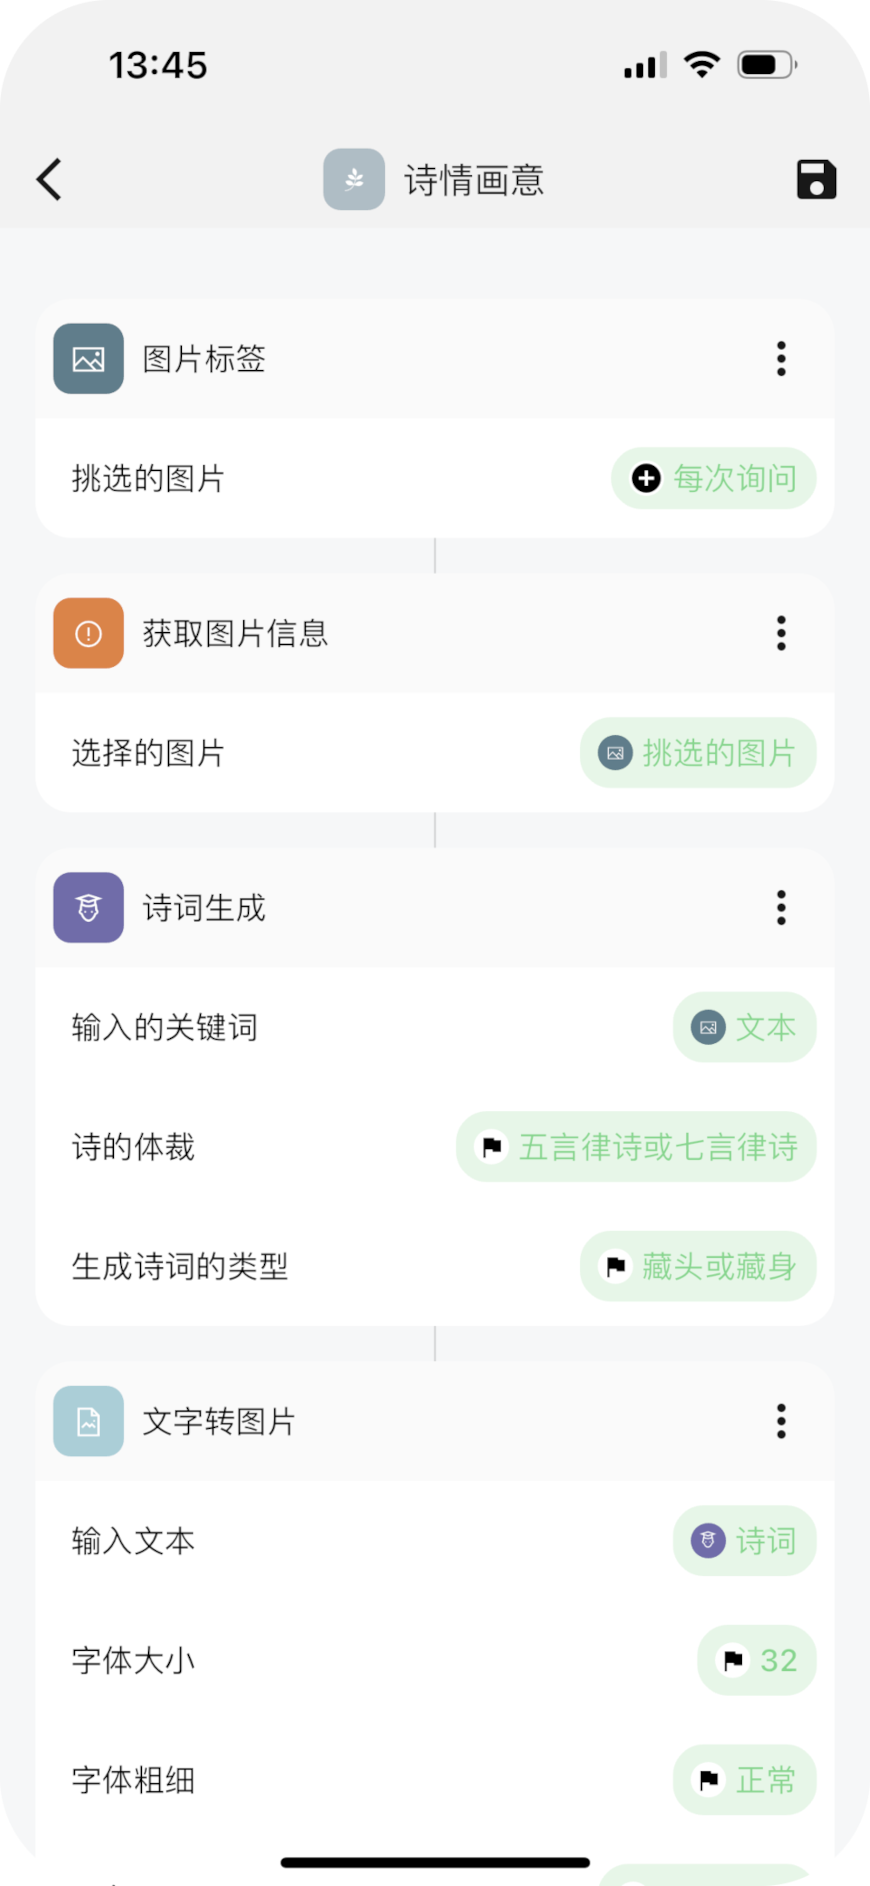 13:45
诗情画意
图片标签
挑选的图片
每次询问
获取图片信息
选择的图片
挑选的图片
诗词生成
输入的关键词
文本
诗的体裁
五言律诗或七言律诗
生成诗词的类型
藏头或藏身
文字转图片
输入文本
诗词
字体大小
32
字体粗细
正常